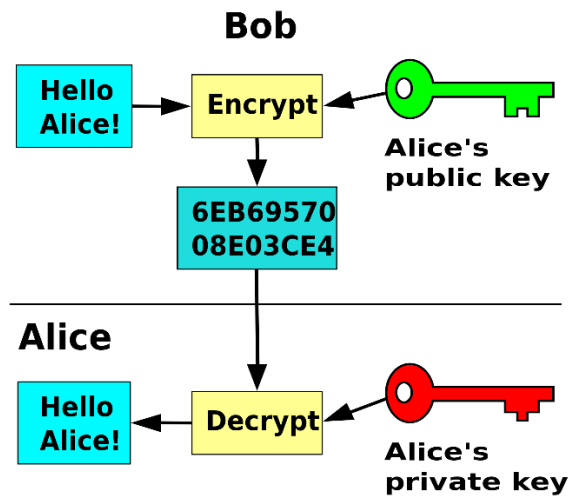 Bob
Hello
Alice!
Encrypt
Alice's
public key
6EB69570
08E03CE4
Alice
Hello
Alice!
Decrypt
Alice's
private key